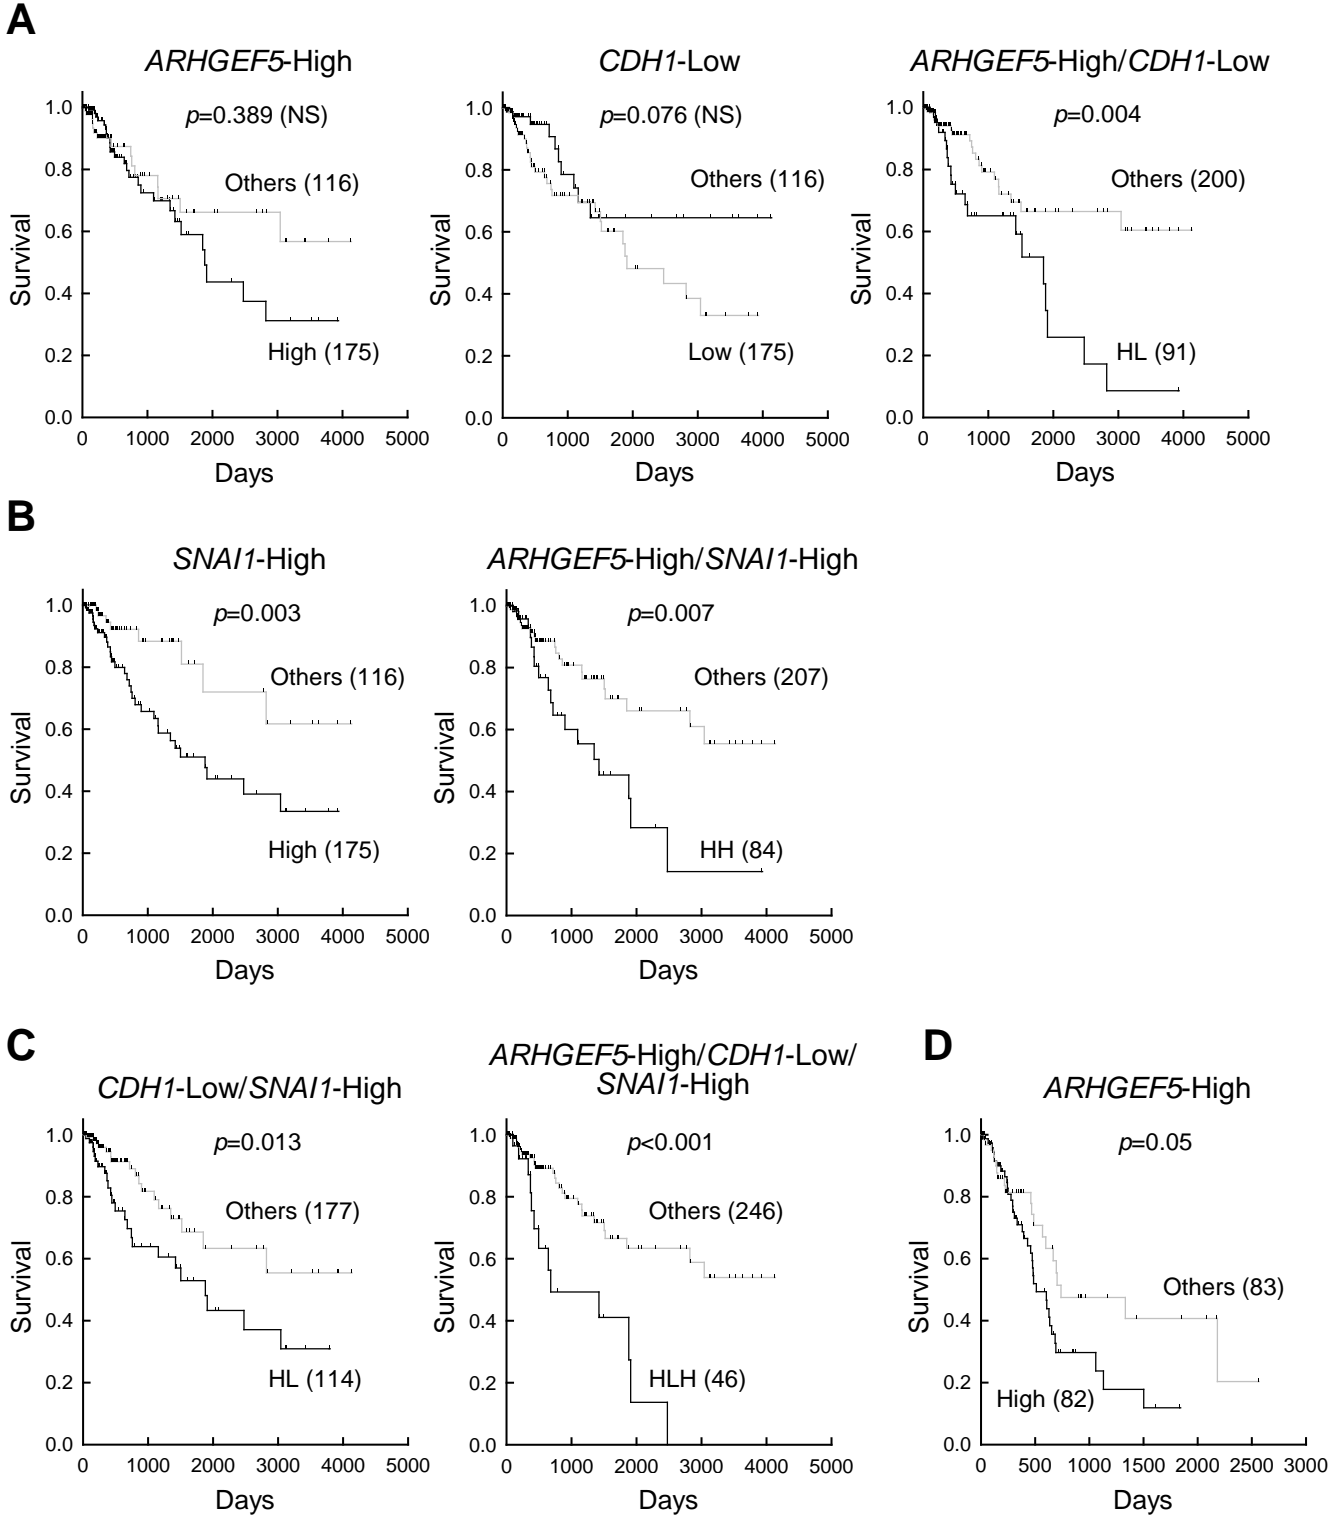 A
ARHGEF5-High
p=0.389 (NS)
Others (116)
High (175)
Survival
1.0
0.8
0.6
0.4
0.2
0.0
0 1000 2000 3000 4000 5000
Days
CDH1-Low
p=0.076 (NS)
Others (116)
Low (175)
Survival
1.0
0.8
0.6
0.4
0.2
0.0
0 1000 2000 3000 4000 5000
Days
ARHGEF5-High/CDH1-Low
p=0.004
Others (200)
HL (91)
Survival
1.0
0.8
0.6
0.4
0.2
0.0
0 1000 2000 3000 4000 5000
Days
B
SNAI1-High
p=0.003
Others (116)
High (175)
Survival
1.0
0.8
0.6
0.4
0.2
0.0
0 1000 2000 3000 4000 5000
Days
ARHGEF5-High/SNAI1-High
p=0.007
Others (207)
HH (84)
Survival
1.0
0.8
0.6
0.4
0.2
0.0
0 1000 2000 3000 4000 5000
Days
C
CDH1-Low/SNAI1-High
p=0.013
Others (177)
HL (114)
Survival
1.0
0.8
0.6
0.4
0.2
0.0
0 1000 2000 3000 4000 5000
Days
ARHGEF5-High/CDH1-Low/
SNAI1-High
p<0.001
Others (246)
HLH (46)
Survival
1.0
0.8
0.6
0.4
0.2
0.0
0 1000 2000 3000 4000 5000
Days
D
ARHGEF5-High
p=0.05
Others (83)
High (82)
Survival
1.0
0.8
0.6
0.4
0.2
0.0
0 500 1000 1500 2000 2500 3000
Days